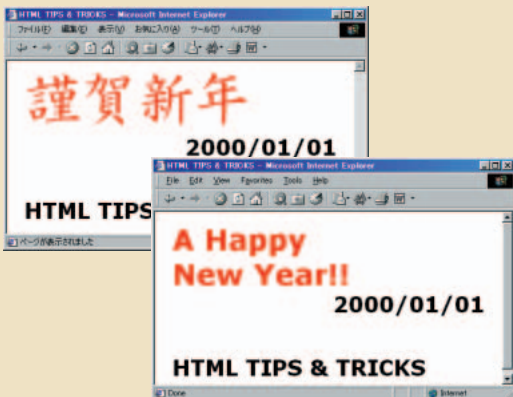 HTML TIPS & TRICKS - Microsoft Internet Explorer
ファイル(F) 編集(E) 表示(V) お気に入り(A) ツール(T) ヘルプ(H)
謹賀新年
2000/01/01
HTML TIPS
ページが表示されました
HTML TIPS & TRICKS - Microsoft Internet Explorer
File Edit View Favorites Tools Help
A Happy
New Year!!
2000/01/01
HTML TIPS & TRICKS
Done
Internet